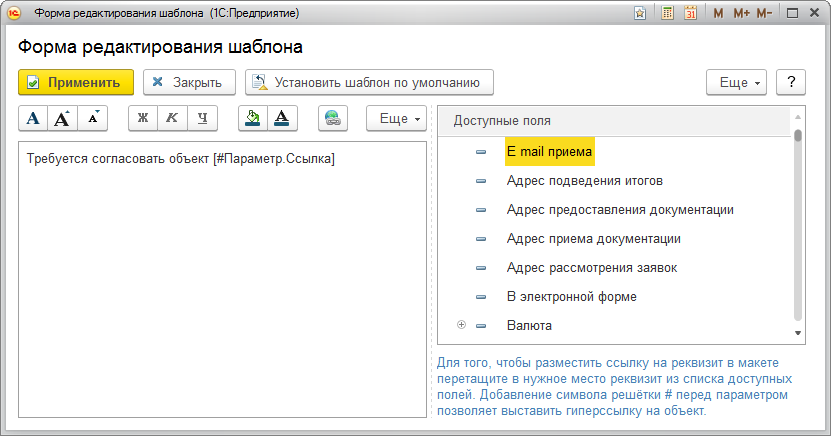 Форма редактирования шаблона (1С:Предприятие)
M M+ M-
Форма редактирования шаблона
Применить Закрыть Установить шаблон по умолчанию Еще ?
А А А Ж К Ч А Еще
Требуется согласовать объект [#Параметр.Ссылка]
Доступные поля
E mail приема
Адрес подведения итогов
Адрес предоставления документации
Адрес приема документации
Адрес рассмотрения заявок
В электронной форме
Валюта
Для того, чтобы разместить ссылку на реквизит в макете
перетащите в нужное место реквизит из списка доступных
полей. Добавление символа решётки # перед параметром
позволяет выставить гиперссылку на объект.